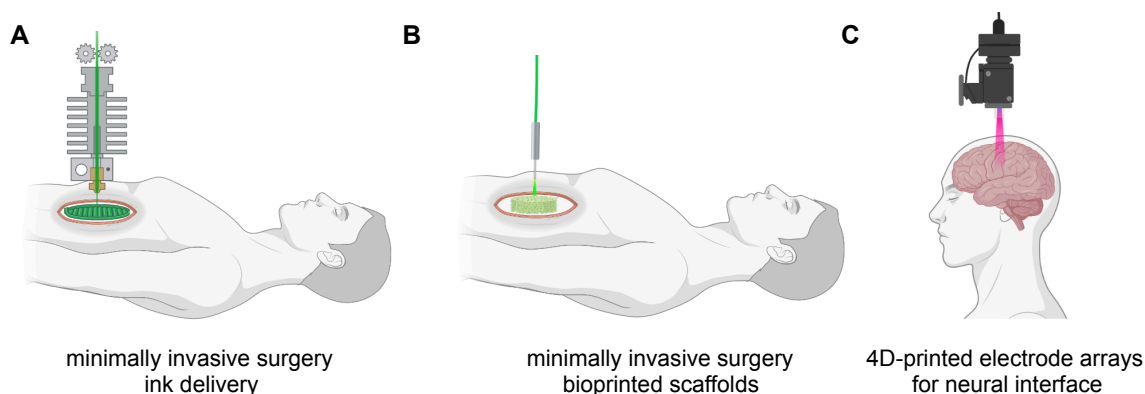 A
B
C
minimally invasive surgery
ink delivery
minimally invasive surgery
bioprinted scaffolds
4D-printed electrode arrays
for neural interface